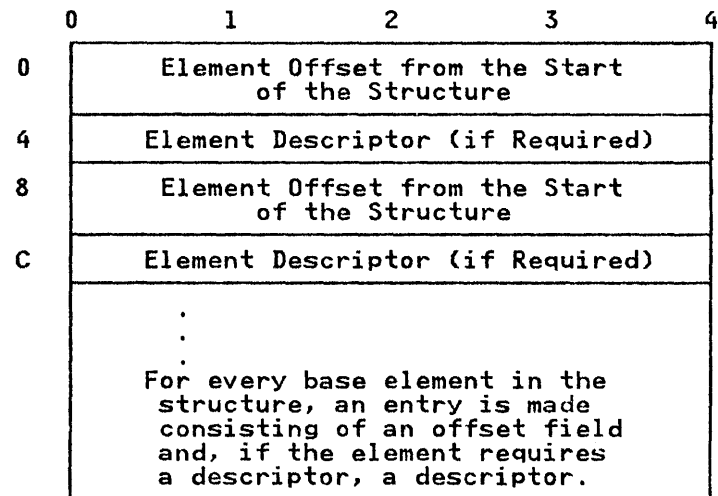 0 1 2 3 4
0 Element Offset from the Start
of the Structure
4 Element Descriptor (if Required)
8 Element Offset from the Start
of the Structure
C Element Descriptor (if Required)
.
.
.
For every base element in the
structure, an entry is made
consisting of an offset field
and, if the element requires
a descriptor, a descriptor.